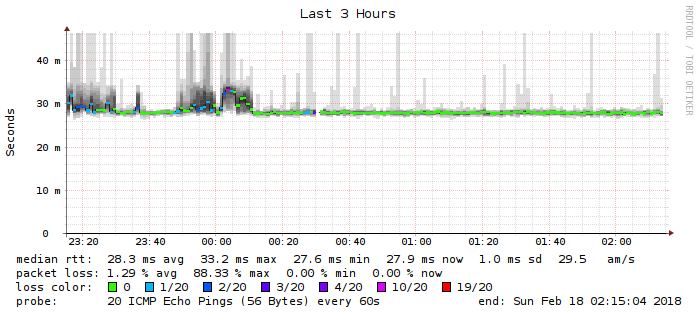 Last 3 Hours
RRDTOOL / TOBI OETIKER
Seconds
40 m
30 m
20 m
10 m
0
23:20 23:40 00:00 00:20 00:40 01:00 01:20 01:40 02:00
median rtt: 28.3 ms avg 33.2 ms max 27.6 ms min 27.9 ms now 1.0 ms sd 29.5 am/s
packet loss: 1.29 % avg 88.33 % max 0.00 % min 0.00 % now
loss color: 0 1/20 2/20 3/20 4/20 10/20 19/20
probe: 20 ICMP Echo Pings (56 Bytes) every 60s end: Sun Feb 18 02:15:04 2018